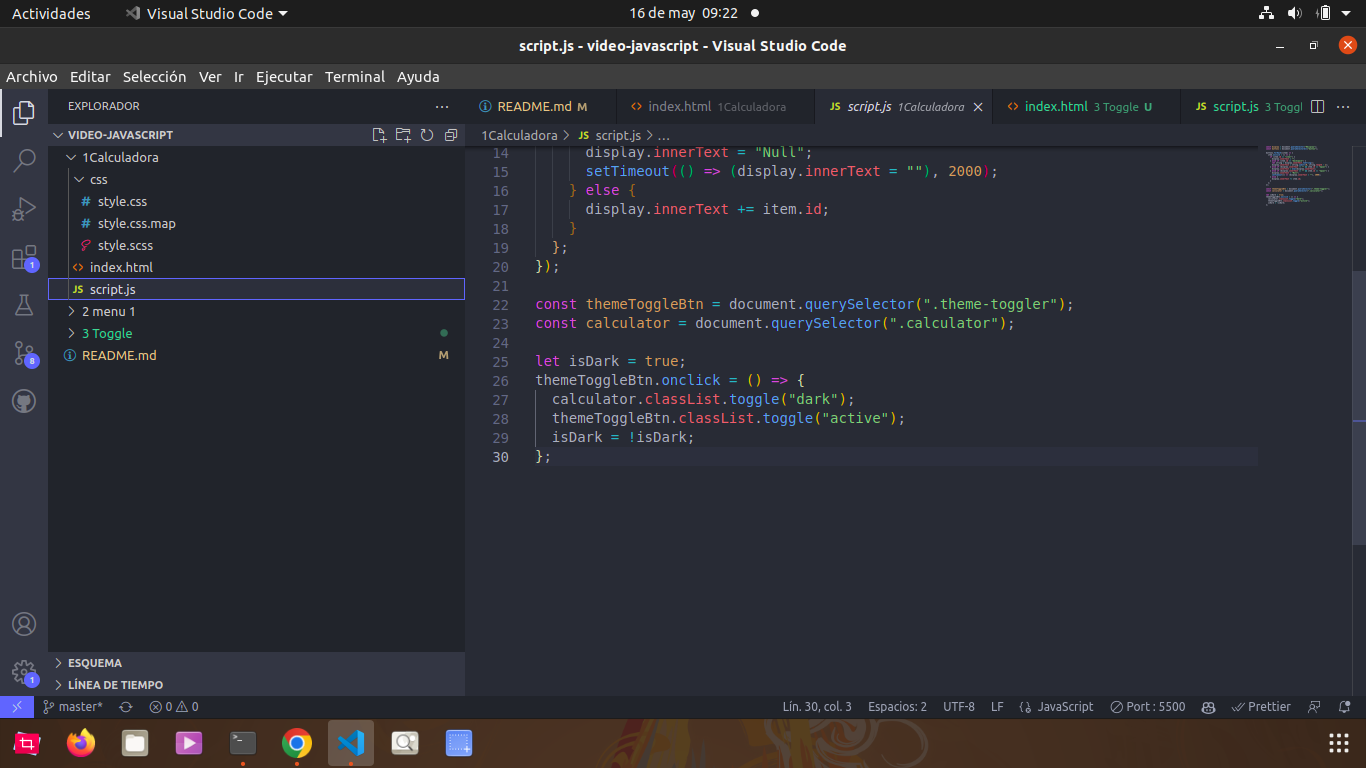 Actividades Visual Studio Code 16 de may 09:22
script.js - video-javascript - Visual Studio Code
Archivo Editar Selección Ver Ir Ejecutar Terminal Ayuda
EXPLORADOR
README.md M index.html 1Calculadora script.js 1Calculadora index.html 3 Toggle U script.js 3 Toggl
VIDEO-JAVASCRIPT
1Calculadora
css
style.css
style.css.map
style.scss
index.html
script.js
2 menu 1
3 Toggle
README.md M
1
8
1
ESQUEMA
LÍNEA DE TIEMPO
1Calculadora > script.js > ...
14 display.innerText = "Null";
15 setTimeout(() => (display.innerText = ""), 2000);
16 } else {
17 display.innerText += item.id;
18 }
19 };
20 });
21
22 const themeToggleBtn = document.querySelector(".theme-toggler");
23 const calculator = document.querySelector(".calculator");
24
25 let isDark = true;
26 themeToggleBtn.onclick = () => {
27 calculator.classList.toggle("dark");
28 themeToggleBtn.classList.toggle("active");
29 isDark = !isDark;
30 };
master* 0 0 Lín. 30, col. 3 Espacios: 2 UTF-8 LF JavaScript Port : 5500 Prettier